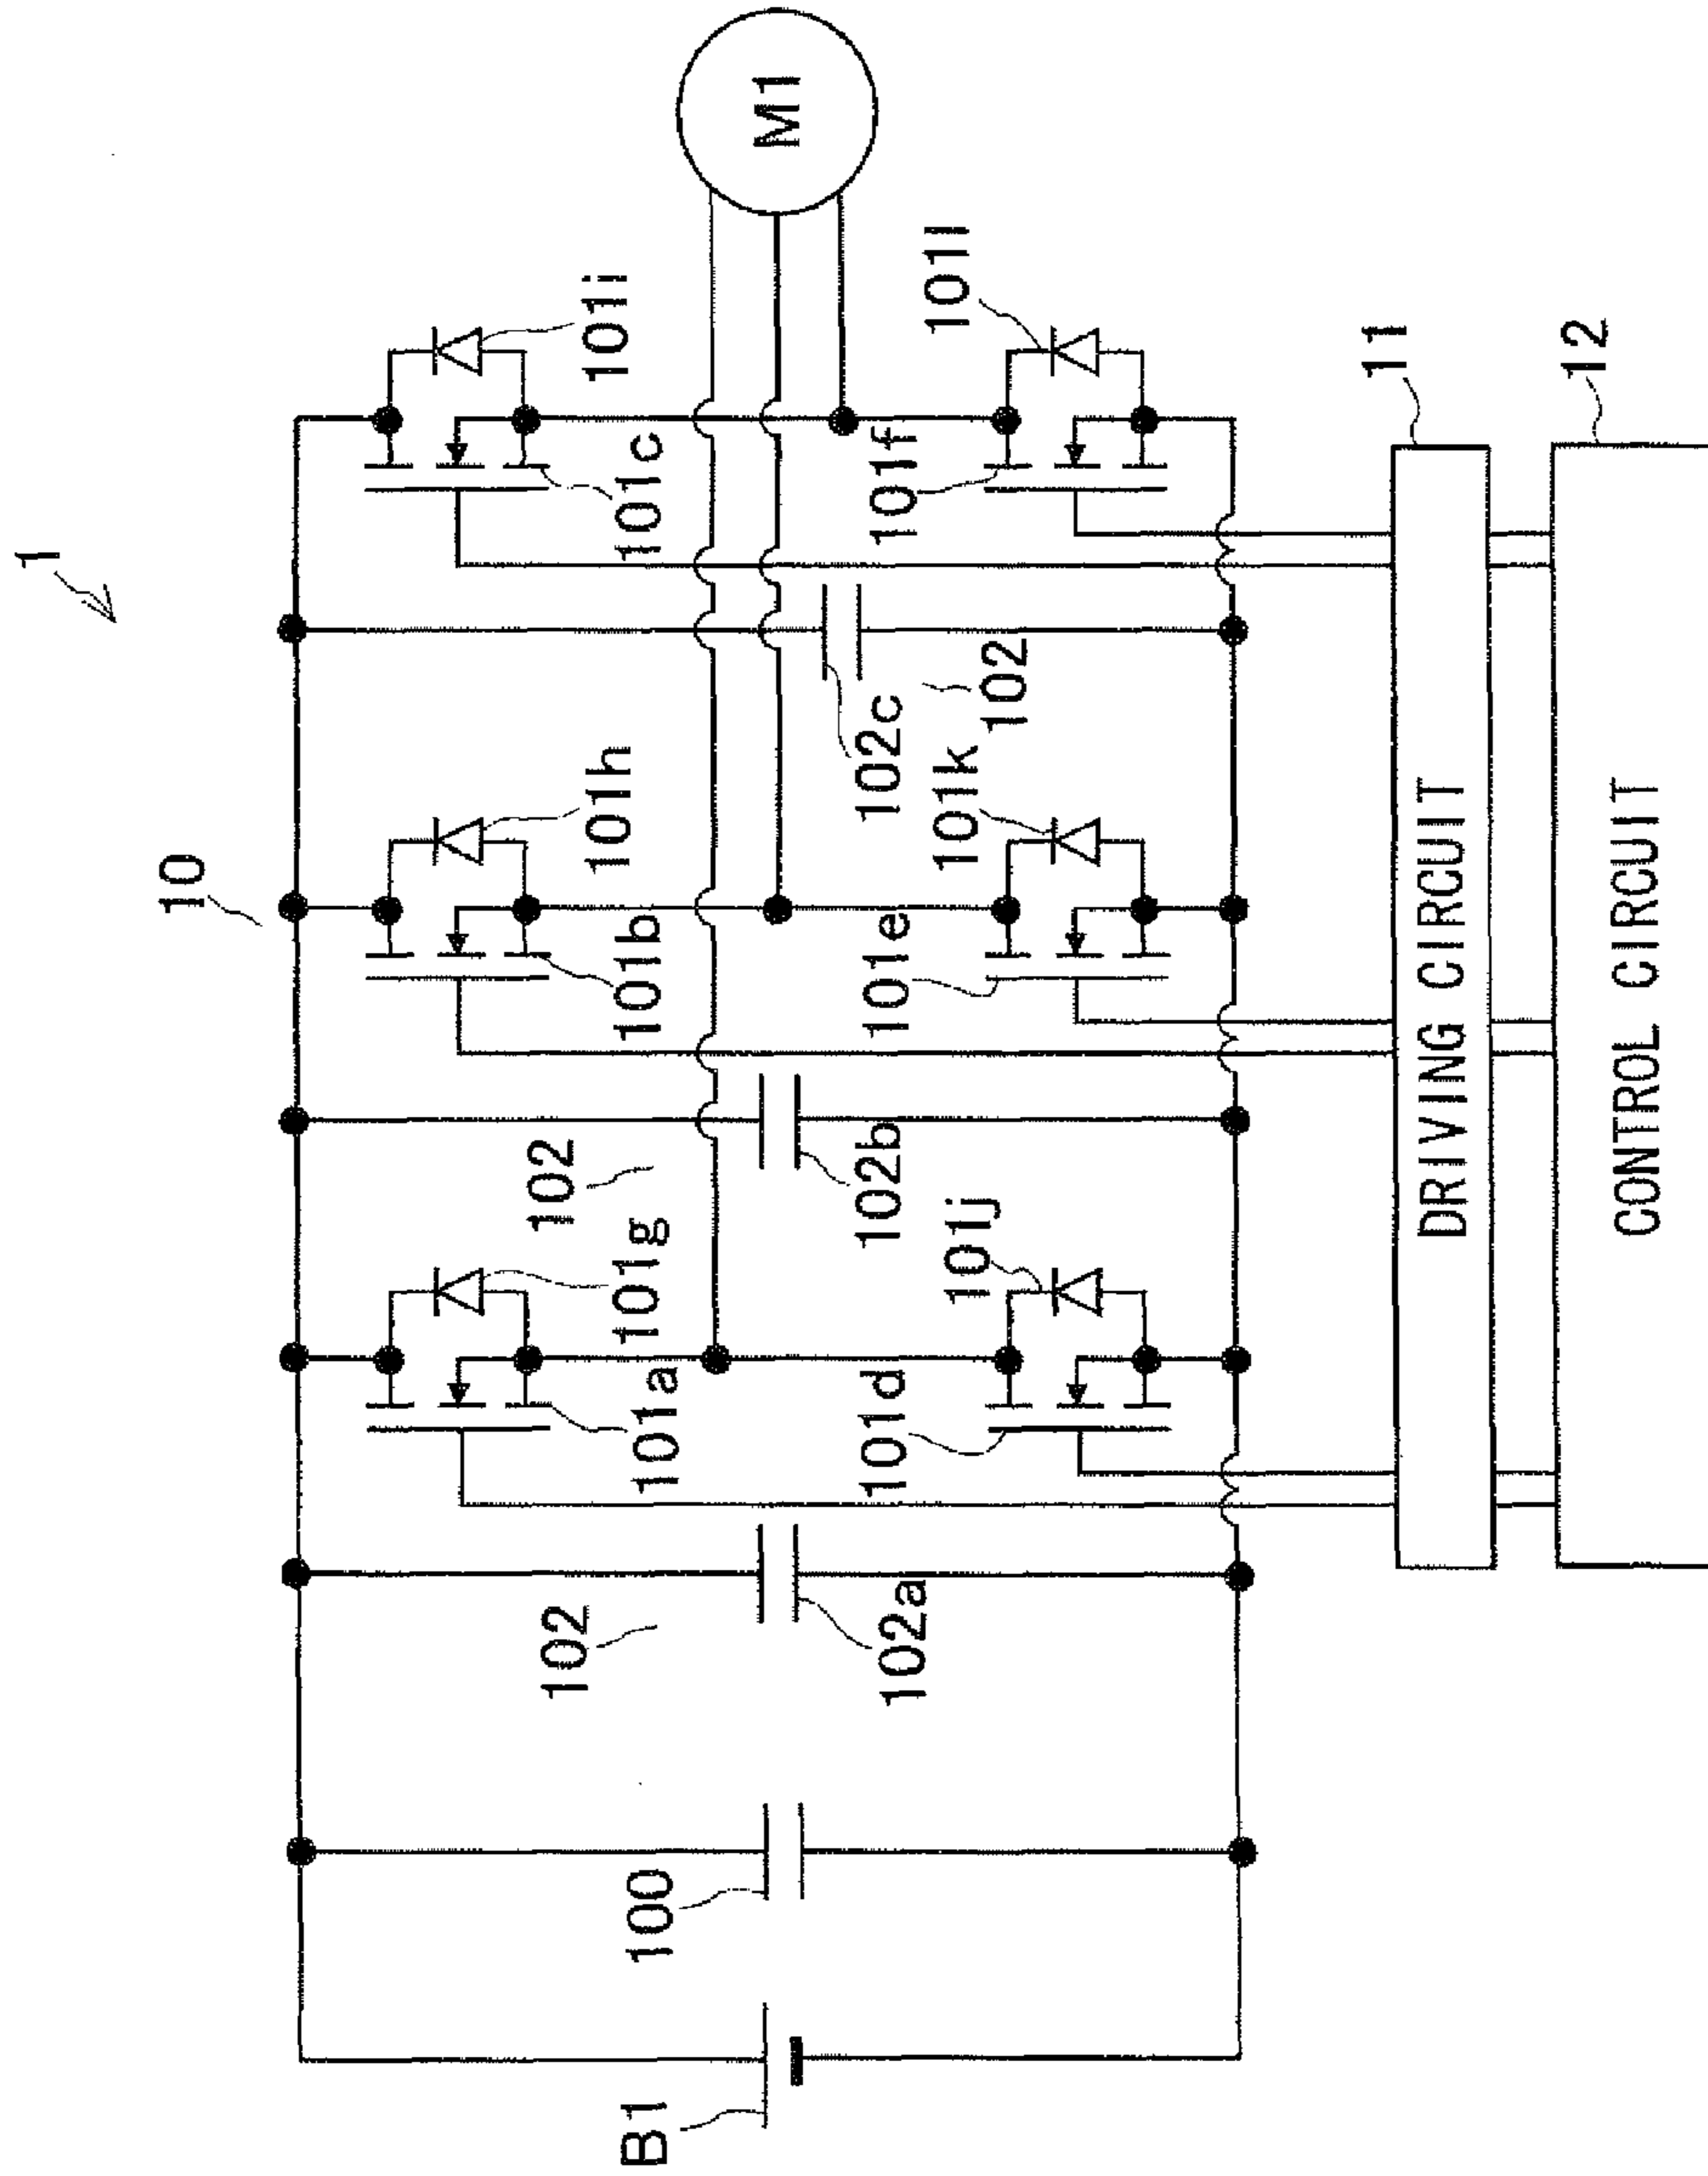 1
10
101g
101h
101i
101a
101b
101c
102
102
M1
B1
100
102a
102b
102c
102
101j
101k
101l
101d
101e
101f
11
DRIVING CIRCUIT
12
CONTROL CIRCUIT